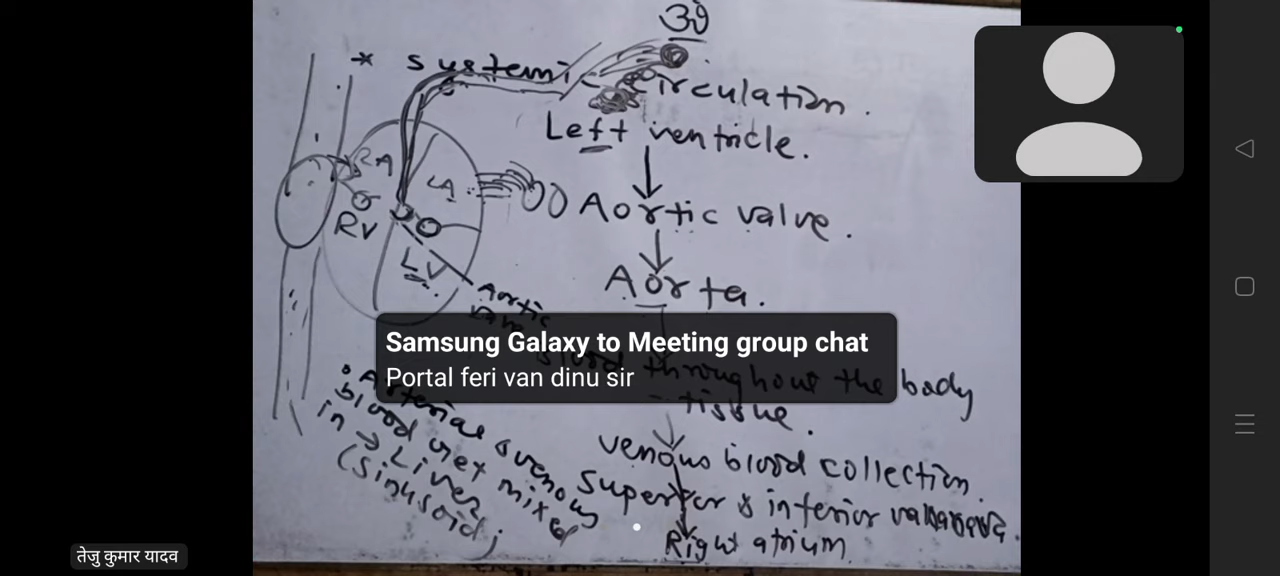 * systemic circulation.
Left ventricle.
Aortic valve.
Aorta.
blood throughout the body
tissue.
venous blood collection.
Superior & inferior
Right atrium
RA
LA
RV
LV
Aortic
• Arterial & venous
blood get mixed
in → Liver
(sinusoid)
Samsung Galaxy to Meeting group chat
Portal feri van dinu sir
तेजु कुमार यादव